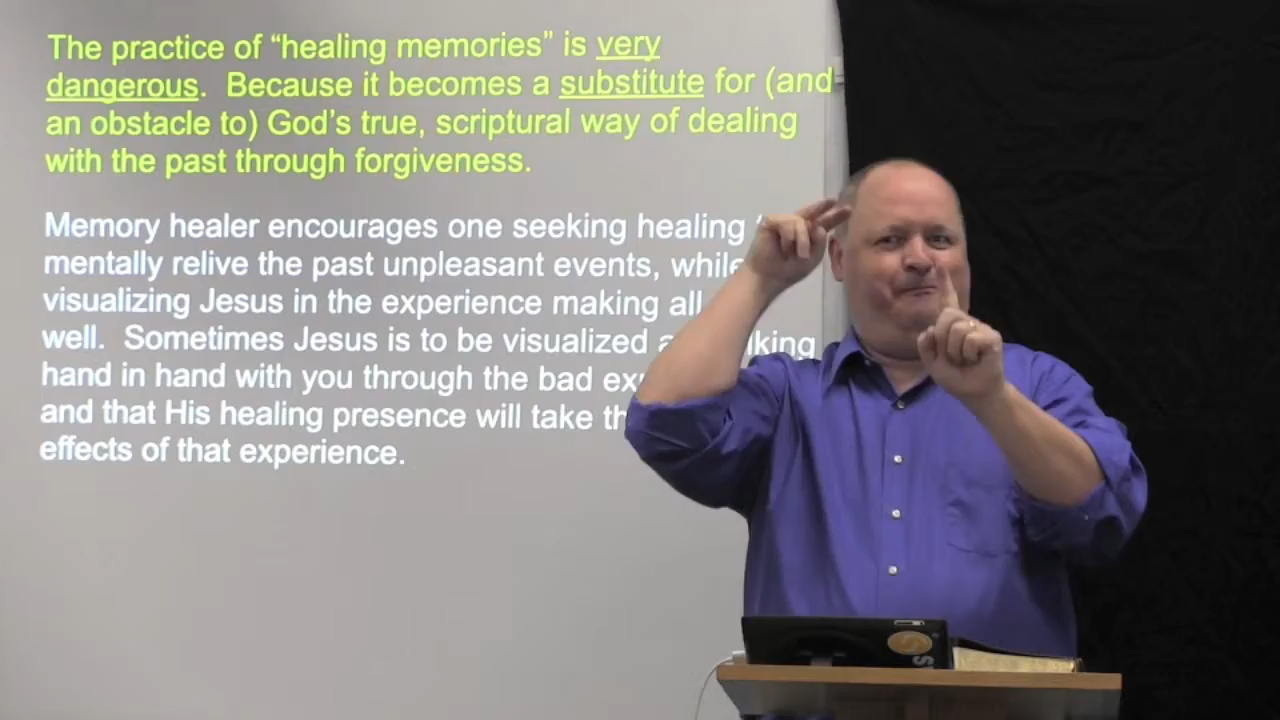 The practice of “healing memories” is very
dangerous. Because it becomes a substitute for (and
an obstacle to) God’s true, scriptural way of dealing
with the past through forgiveness.
Memory healer encourages one seeking healing
mentally relive the past unpleasant events, while
visualizing Jesus in the experience making all
well. Sometimes Jesus is to be visualized
hand in hand with you through the bad
and that His healing presence will take
effects of that experience.